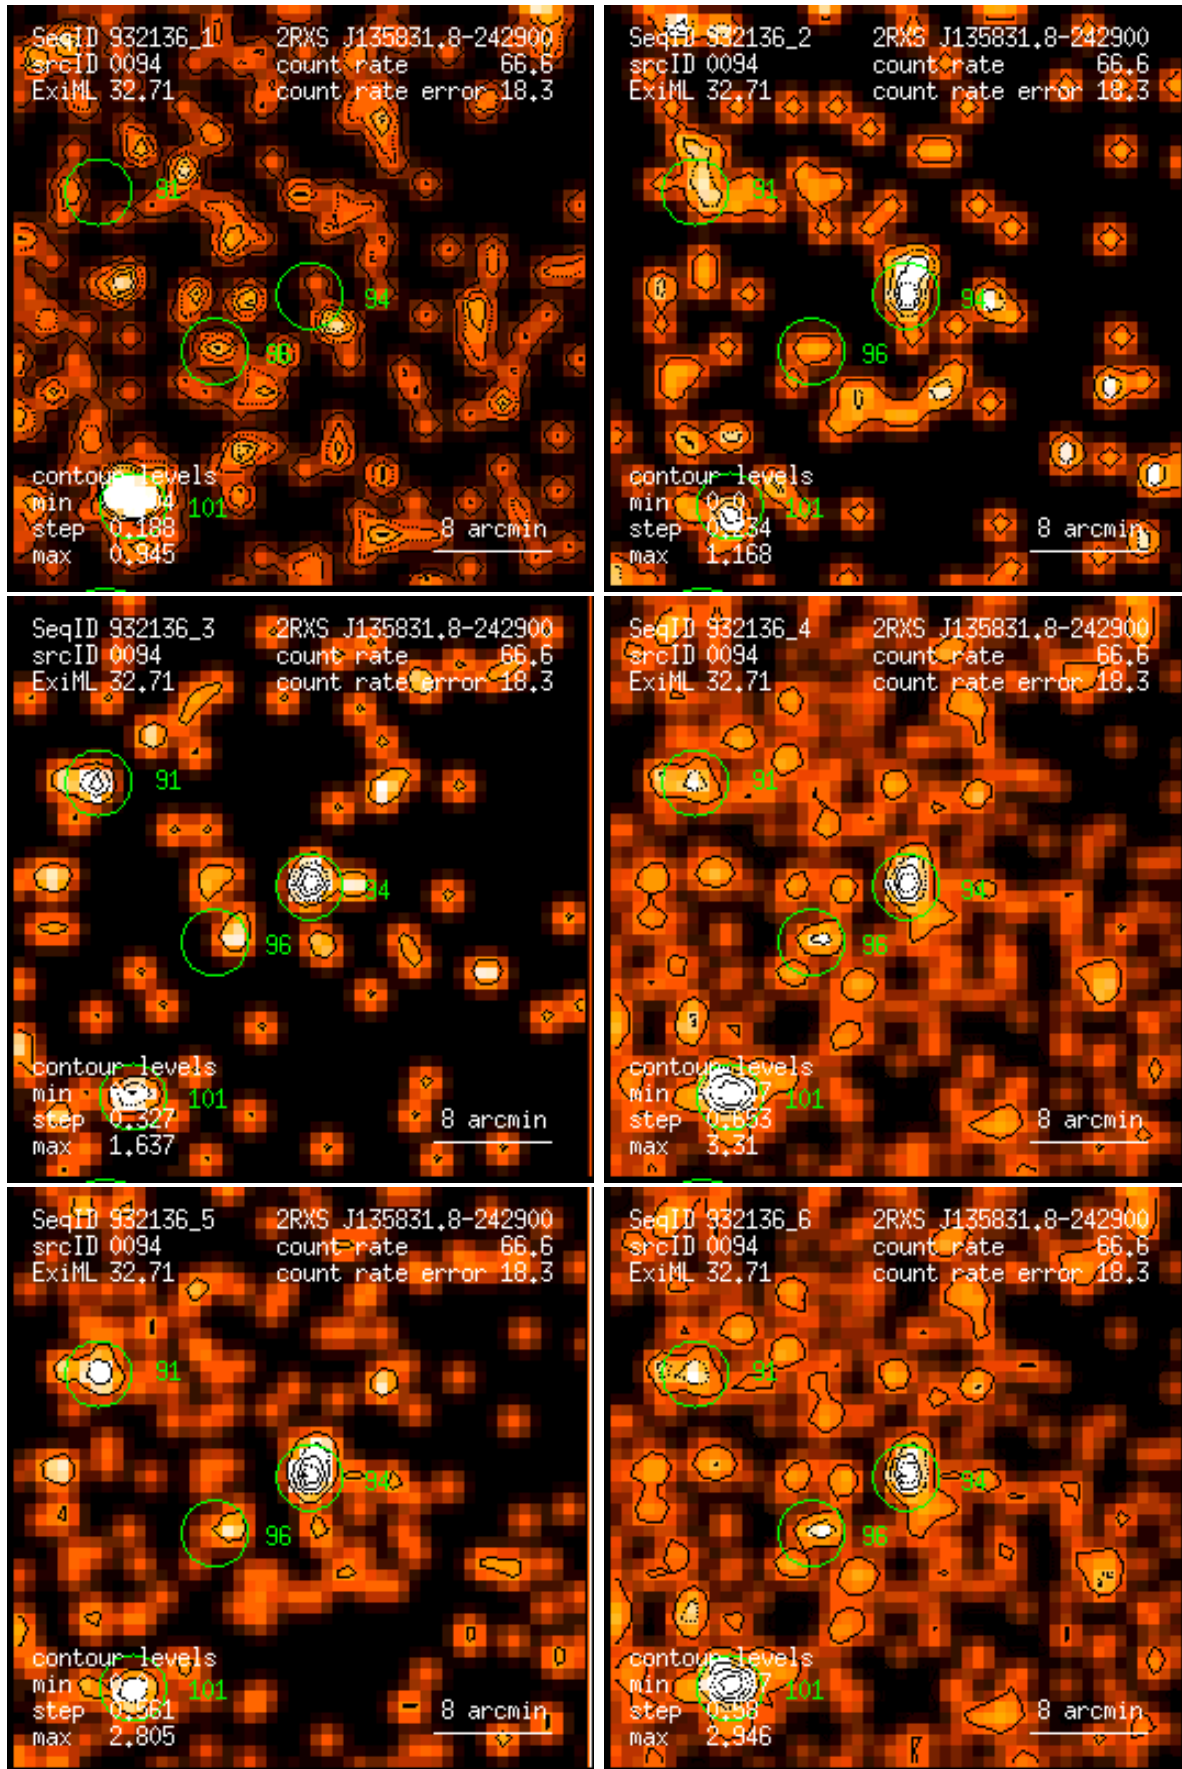 SeqID 932136_1 2RXS J135831.8-242900
srcID 0094 count rate 66.6
ExiML 32.71 count rate error 18.3
91
94
96
contour levels
min
101
step 0.188 8 arcmin
max 0.945
SeqID 932136_2 2RXS J135831.8-242900
srcID 0094 count rate 66.6
ExiML 32.71 count rate error 18.3
91
94
96
contour levels
min 0.0
101
step 0.234 8 arcmin
max 1.168
SeqID 932136_3 2RXS J135831.8-242900
srcID 0094 count rate 66.6
ExiML 32.71 count rate error 18.3
91
94
96
contour levels
min
101
step 0.327 8 arcmin
max 1.637
SeqID 932136_4 2RXS J135831.8-242900
srcID 0094 count rate 66.6
ExiML 32.71 count rate error 18.3
91
94
96
contour levels
min
101
step 0.653 8 arcmin
max 3.31
SeqID 932136_5 2RXS J135831.8-242900
srcID 0094 count rate 66.6
ExiML 32.71 count rate error 18.3
91
94
96
contour levels
min
101
step 0.561 8 arcmin
max 2.805
SeqID 932136_6 2RXS J135831.8-242900
srcID 0094 count rate 66.6
ExiML 32.71 count rate error 18.3
91
94
96
contour levels
min
101
step 0.58 8 arcmin
max 2.946